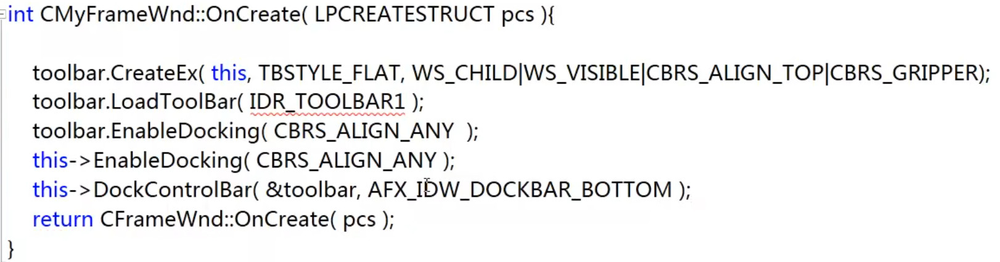 int CMyFrameWnd::OnCreate( LPCREATESTRUCT pcs ){
toolbar.CreateEx( this, TBSTYLE_FLAT, WS_CHILD|WS_VISIBLE|CBRS_ALIGN_TOP|CBRS_GRIPPER);
toolbar.LoadToolBar( IDR_TOOLBAR1 );
toolbar.EnableDocking( CBRS_ALIGN_ANY  );
this->EnableDocking( CBRS_ALIGN_ANY );
this->DockControlBar( &toolbar, AFX_IDW_DOCKBAR_BOTTOM );
return CFrameWnd::OnCreate( pcs );
}